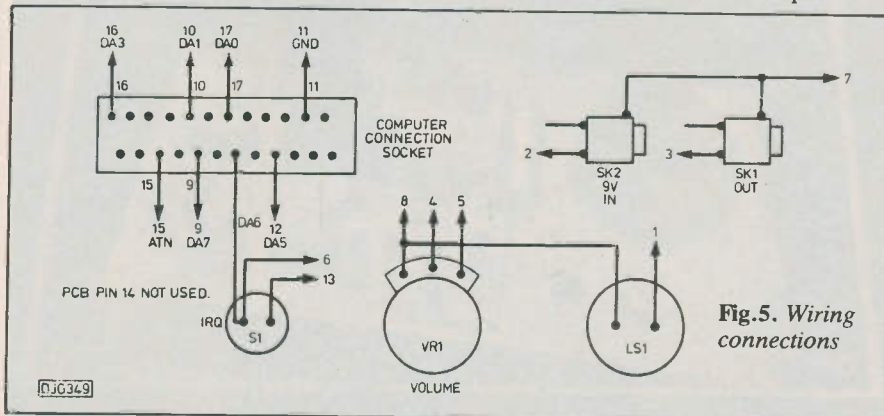 16 10 17 11
DA3 DA1 DA0 GND
16 10 17 11
COMPUTER
CONNECTION
SOCKET
15 9 DA6
15 9 12
ATN DA7 DA5
6
13
PCB PIN 14 NOT USED.
IRQ S1
8 4 5
VR1
VOLUME
7
2 3
SK2 SK1
9V OUT
IN
1
LS1
Fig.5. Wiring
connections